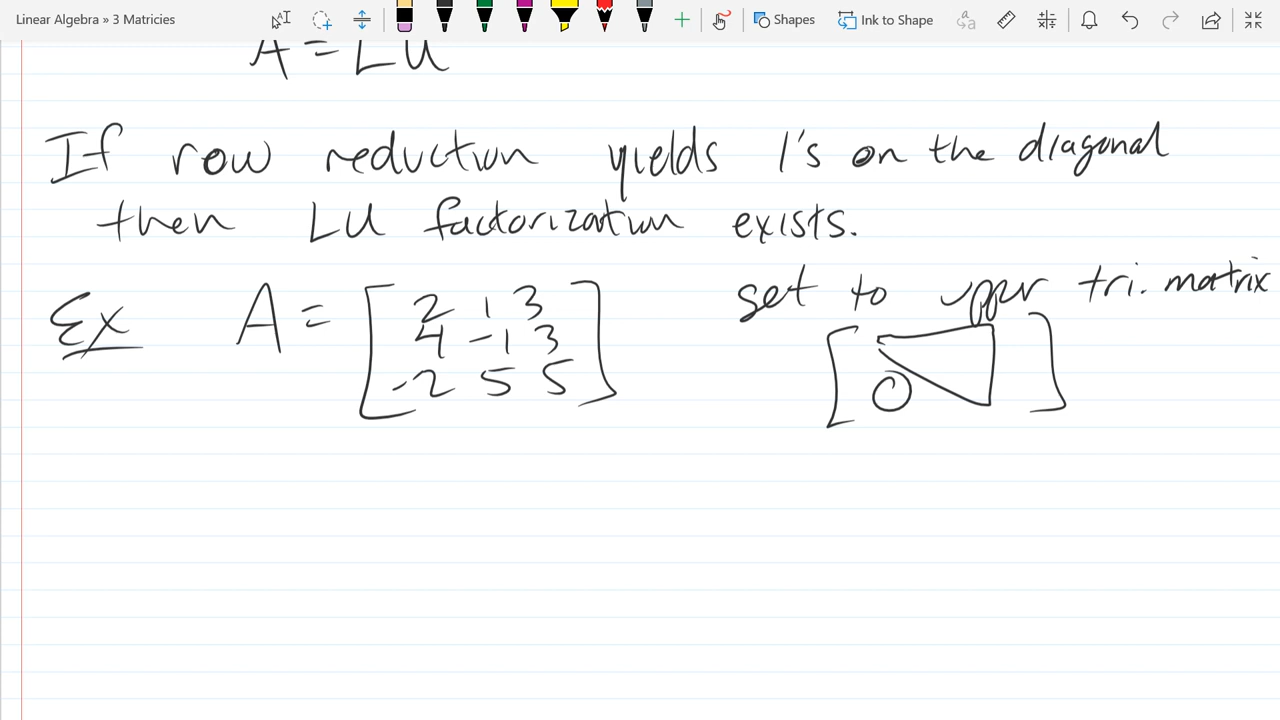 Linear Algebra » 3 Matricies
Shapes
Ink to Shape
A = LU
If row reduction yields 1's on the diagonal
then LU factorization exists.
set to upper tri. matrix
Ex A = [ 2 1 3
4 -1 3
-2 5 5 ]
[ 0 ]